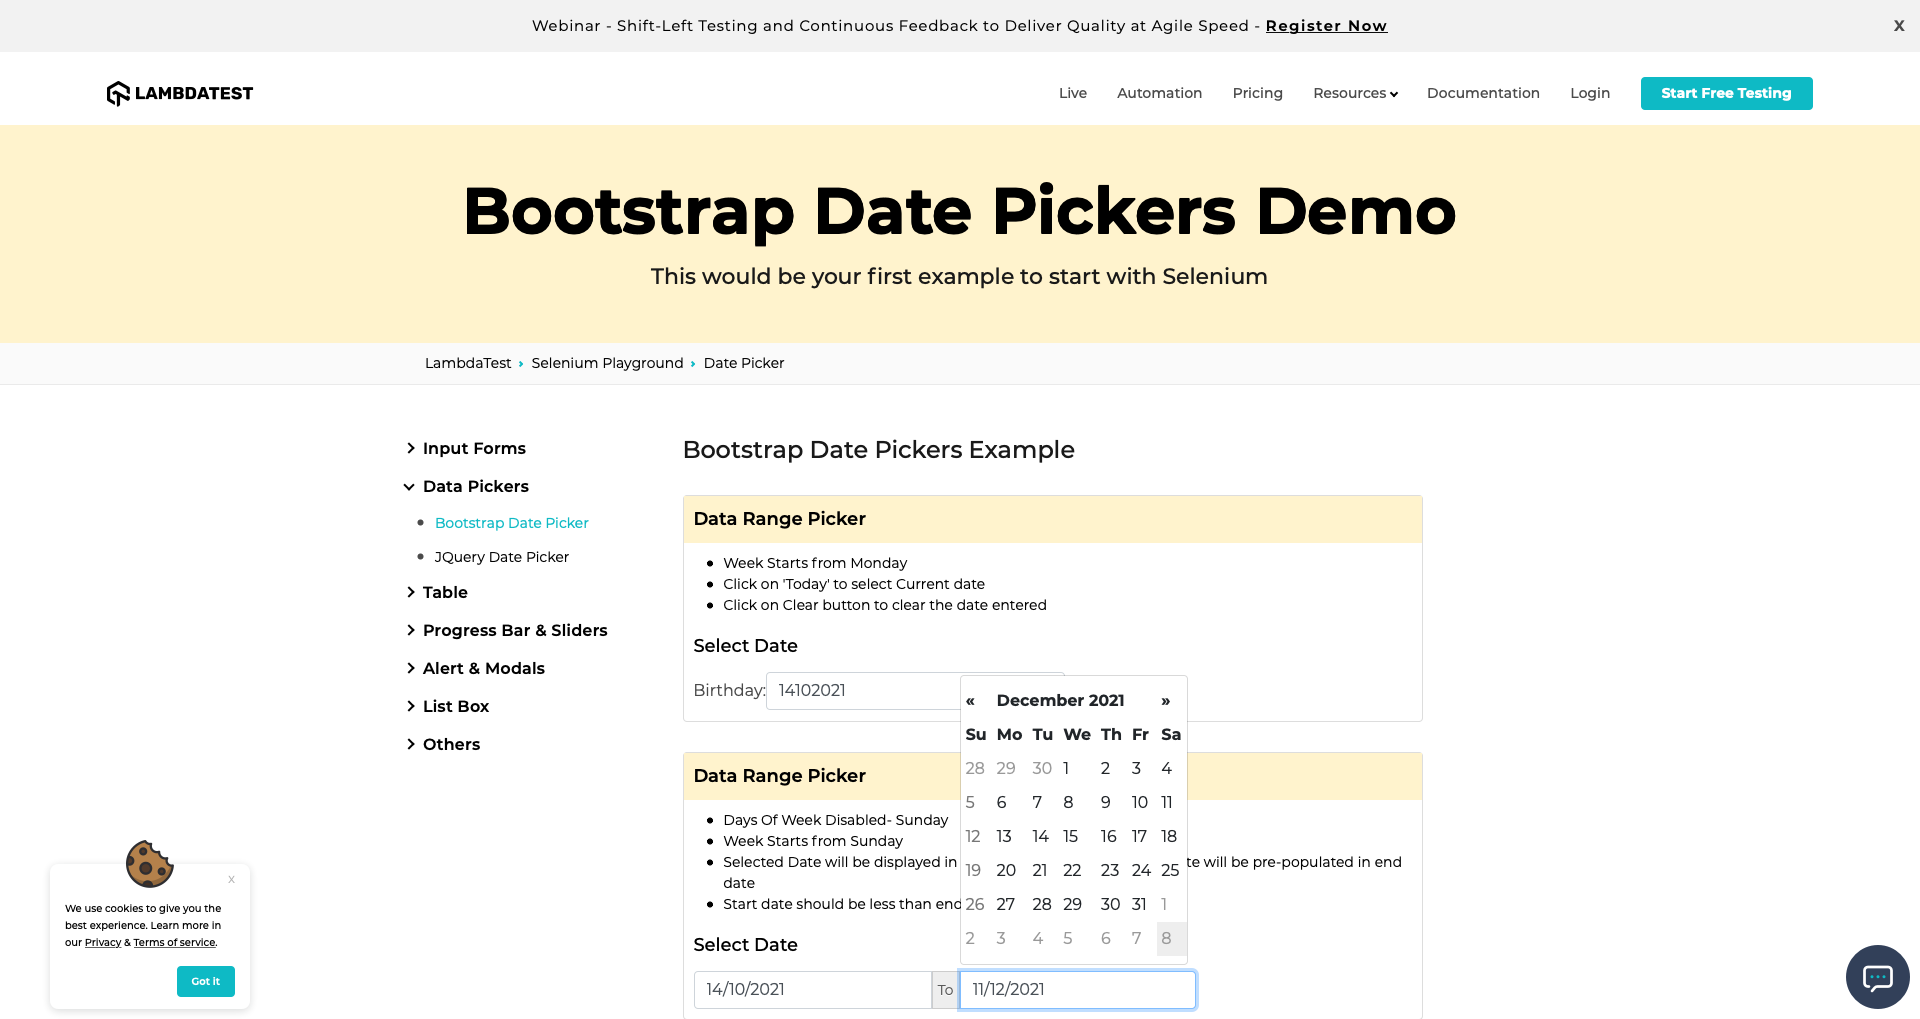 Webinar - Shift-Left Testing and Continuous Feedback to Deliver Quality at Agile Speed - Register Now
X
LAMBDATEST
Live
Automation
Pricing
Resources
Documentation
Login
Start Free Testing
Bootstrap Date Pickers Demo
This would be your first example to start with Selenium
LambdaTest › Selenium Playground › Date Picker
Input Forms
Data Pickers
Bootstrap Date Picker
JQuery Date Picker
Table
Progress Bar & Sliders
Alert & Modals
List Box
Others
Bootstrap Date Pickers Example
Data Range Picker
Week Starts from Monday
Click on 'Today' to select Current date
Click on Clear button to clear the date entered
Select Date
Birthday: 14102021
« December 2021 »
Su Mo Tu We Th Fr Sa
28 29 30 1 2 3 4
5 6 7 8 9 10 11
12 13 14 15 16 17 18
19 20 21 22 23 24 25
26 27 28 29 30 31 1
2 3 4 5 6 7 8
Data Range Picker
Days Of Week Disabled- Sunday
Week Starts from Sunday
Selected Date will be displayed in te will be pre-populated in end
date
Start date should be less than end
Select Date
14/10/2021 To 11/12/2021
x
We use cookies to give you the
best experience. Learn more in
our Privacy & Terms of service.
Got it